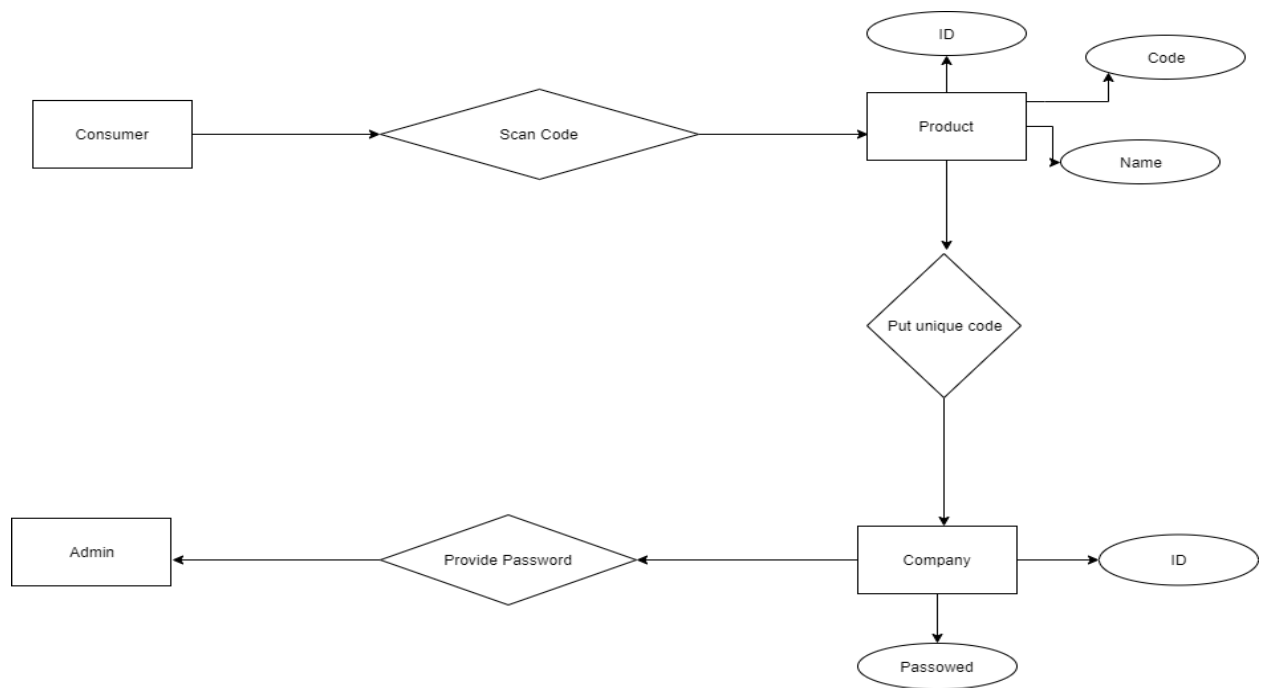 ID
Code
Consumer
Scan Code
Product
Name
Put unique code
Admin
Provide Password
Company
ID
Passowed